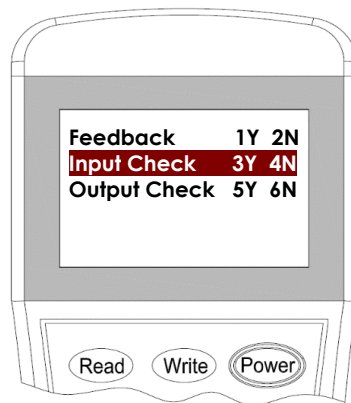 Feedback 1Y 2N
Input Check 3Y 4N
Output Check 5Y 6N
Read Write Power